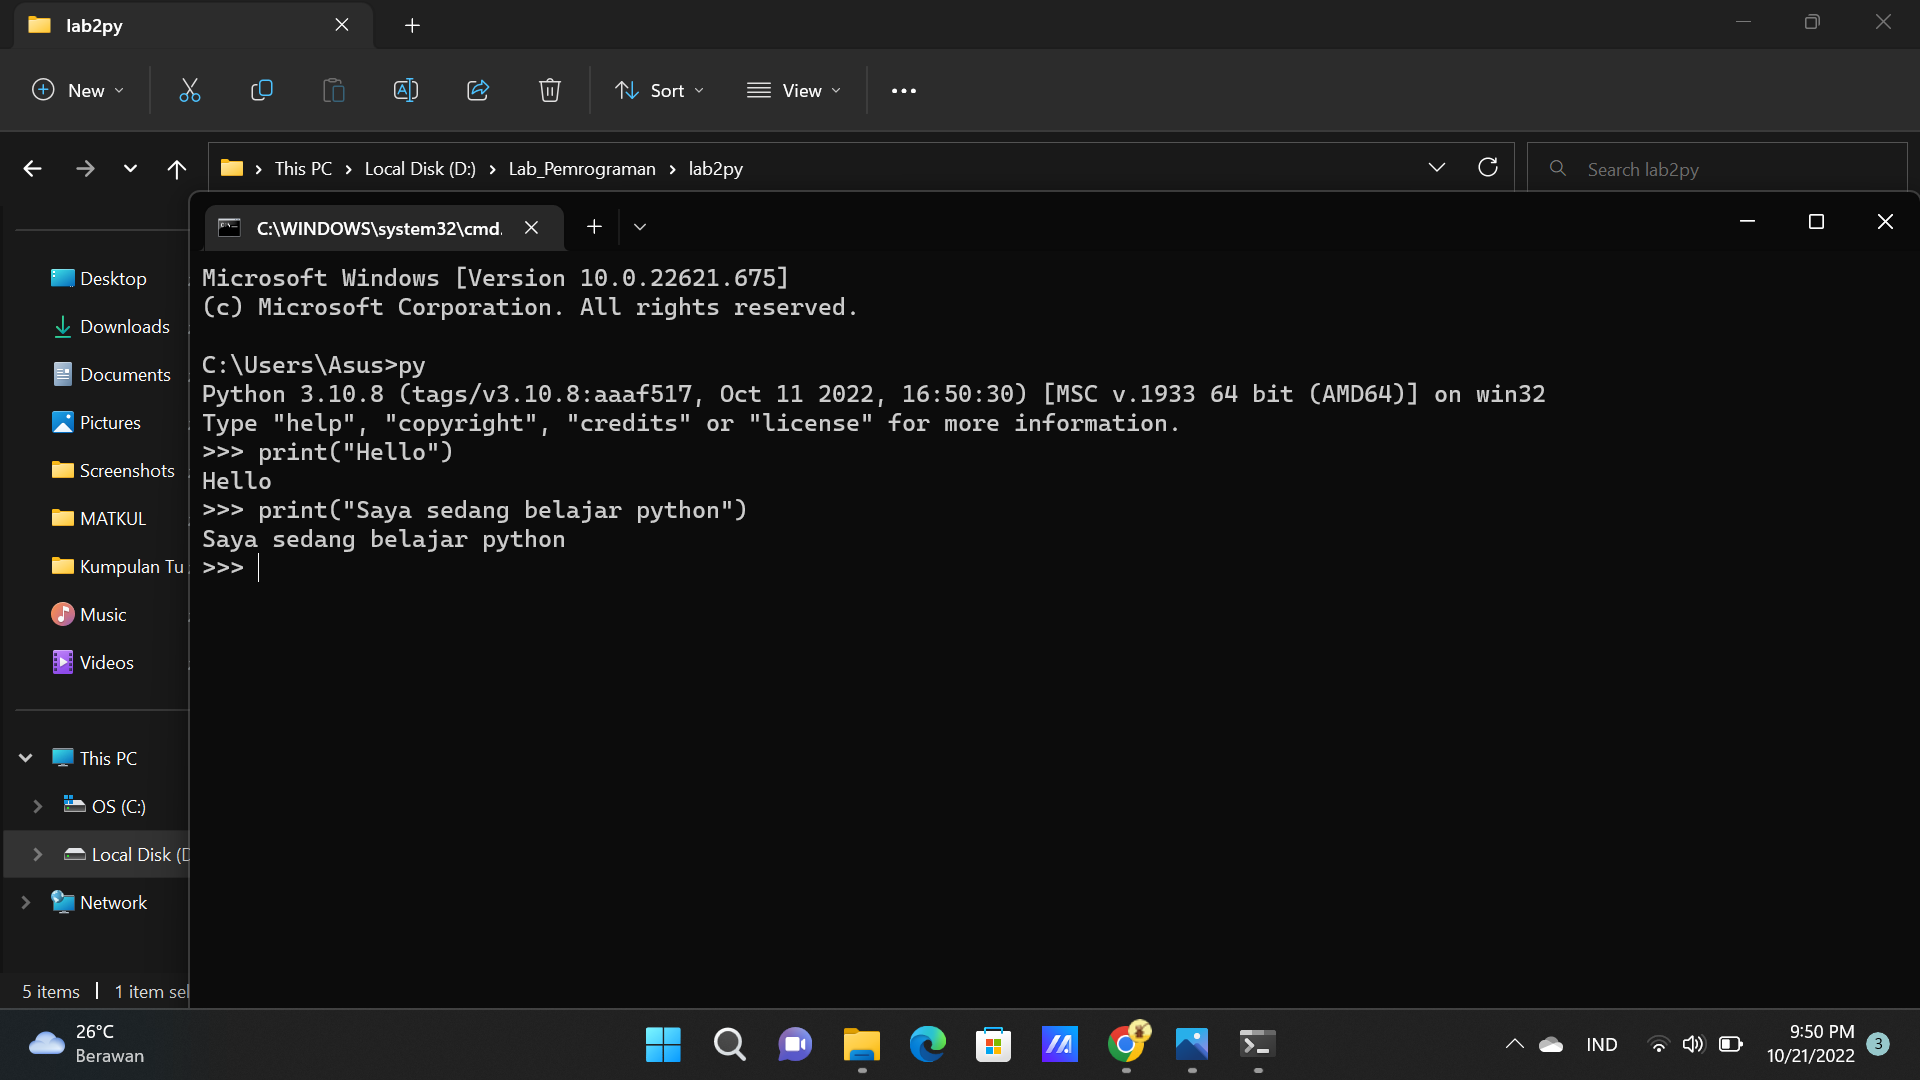 lab2py
New
Sort
View
This PC > Local Disk (D:) > Lab_Pemrograman > lab2py
Search lab2py
C:\WINDOWS\system32\cmd.
Desktop
Downloads
Documents
Pictures
Screenshots
MATKUL
Kumpulan Tu
Music
Videos
This PC
OS (C:)
Local Disk (D
Network
5 items
1 item sel
Microsoft Windows [Version 10.0.22621.675]
(c) Microsoft Corporation. All rights reserved.
C:\Users\Asus>py
Python 3.10.8 (tags/v3.10.8:aaaf517, Oct 11 2022, 16:50:30) [MSC v.1933 64 bit (AMD64)] on win32
Type "help", "copyright", "credits" or "license" for more information.
>>> print("Hello")
Hello
>>> print("Saya sedang belajar python")
Saya sedang belajar python
>>>
26°C
Berawan
IND
9:50 PM
10/21/2022
3